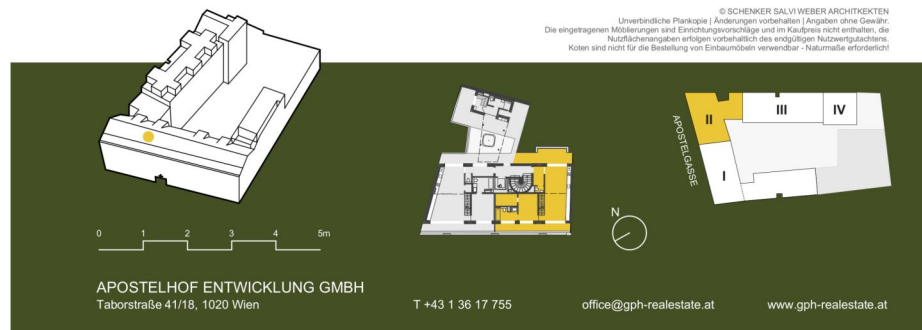 © SCHENKER SALVI WEBER ARCHITKEKTEN
Unverbindliche Plankopie | Änderungen vorbehalten | Angaben ohne Gewähr.
Die eingetragenen Möblierungen sind Einrichtungsvorschläge und im Kaufpreis nicht enthalten, die
Nutzflächenangaben erfolgen vorbehaltlich des endgültigen Nutzwertgutachtens.
Koten sind nicht für die Bestellung von Einbaumöbeln verwendbar - Naturmaße erforderlich!
II
III
IV
APOSTELGASSE
I
N
0 1 2 3 4 5m
APOSTELHOF ENTWICKLUNG GMBH
Taborstraße 41/18, 1020 Wien
T +43 1 36 17 755
office@gph-realestate.at
www.gph-realestate.at